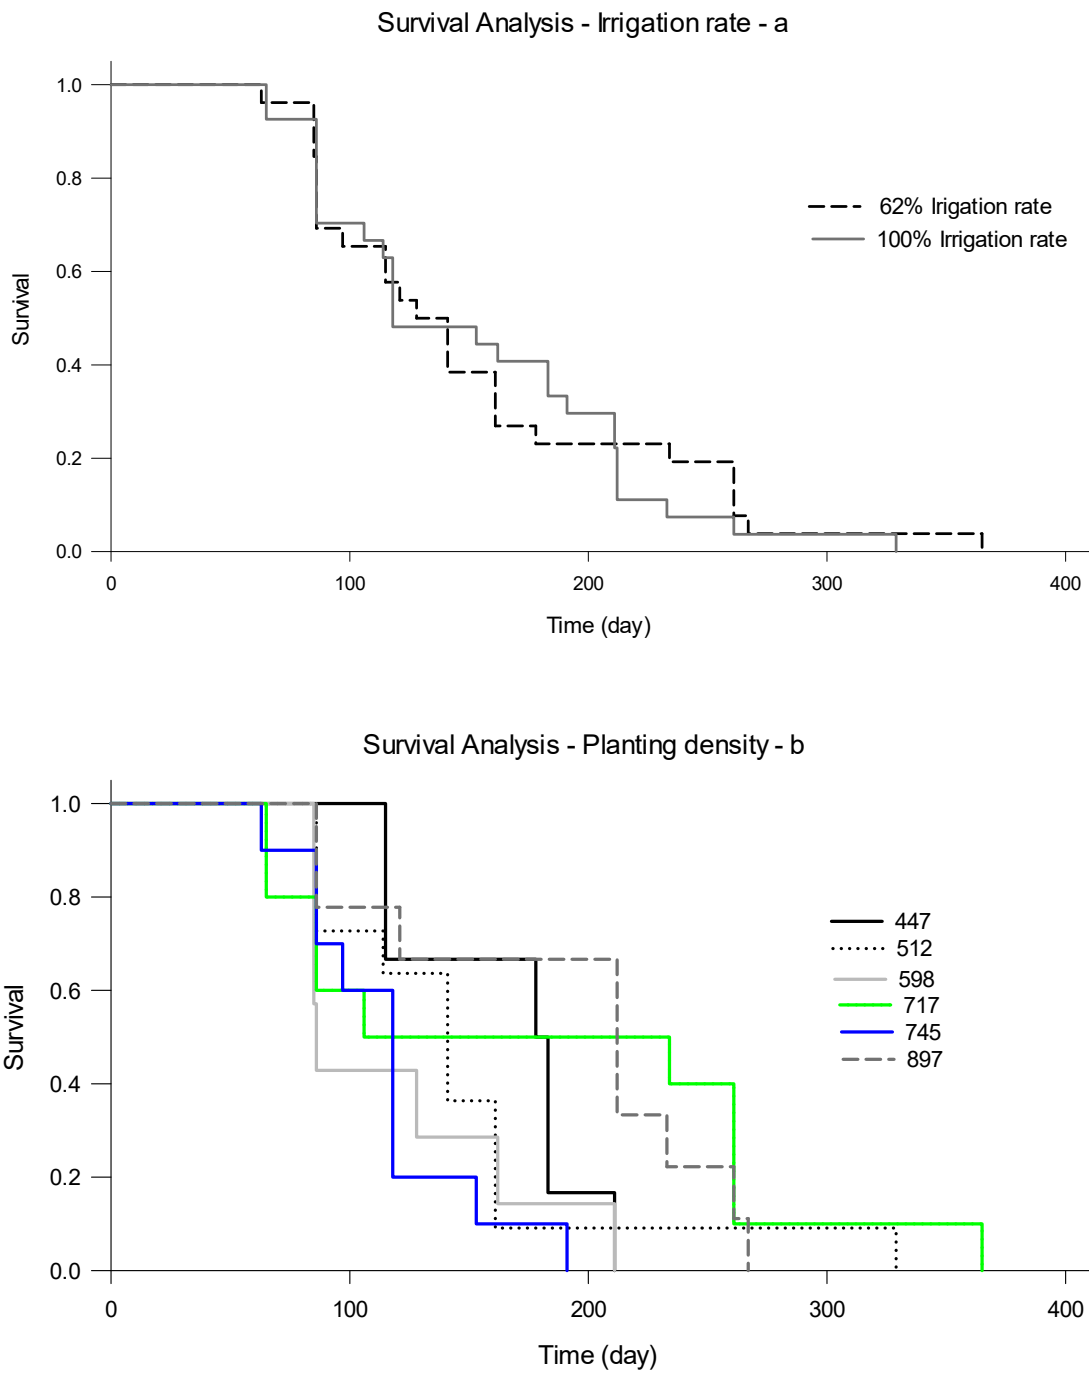 Survival Analysis - Irrigation rate - a
1.0
0.8
0.6
0.4
0.2
0.0
Survival
62% Irigation rate
100% Irrigation rate
0 100 200 300 400
Time (day)
Survival Analysis - Planting density - b
1.0
0.8
0.6
0.4
0.2
0.0
Survival
447
512
598
717
745
897
0 100 200 300 400
Time (day)